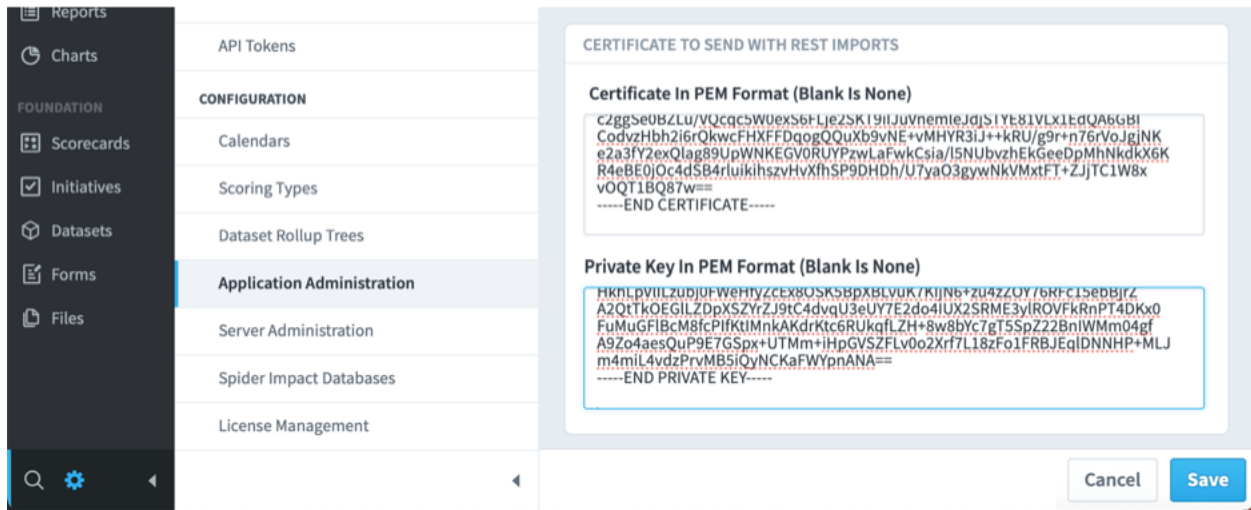 Reports
Charts
FOUNDATION
Scorecards
Initiatives
Datasets
Forms
Files
API Tokens
CONFIGURATION
Calendars
Scoring Types
Dataset Rollup Trees
Application Administration
Server Administration
Spider Impact Databases
License Management
CERTIFICATE TO SEND WITH REST IMPORTS
Certificate In PEM Format (Blank Is None)
CodvzHbh2i6rQkwcFHXFFDqogQQuXb9vNE+vMHYR3iJ++kRU/g9r+n76rVoJgjNK
e2a3fY2exQlag89UpWNKEGV0RUYPzwLaFwkCsia/l5NUbvzhEkGeeDpMhNkdkX6K
R4eBE0jOc4dSB4rluikihszvHvXfhSP9DHDh/U7yaO3gywNkVMxtFT+ZJjTC1W8x
vOQT1BQ87w==
-----END CERTIFICATE-----
Private Key In PEM Format (Blank Is None)
A2QtTkOEGlLZDpXSZYrZJ9tC4dvqU3eUY7E2do4lUX2SRME3ylROVFkRnPT4DKx0
FuMuGFlBcM8fcPIfKtIMnkAKdrKtc6RUkqfLZH+8w8bYc7gT5SpZ22BnIWMm04gf
A9Zo4aesQuP9E7GSpx+UTMm+iHpGVSZFLv0o2Xrf7L18zFo1FRBJEqlDNNHP+MLJ
m4miL4vdzPrvMB5iQyNCKaFWYpnANA==
-----END PRIVATE KEY-----
Cancel
Save